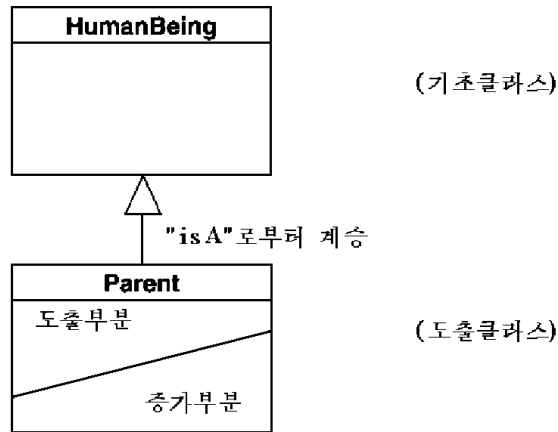 HumanBeing
(기초클라스)
"isA"로부터 계승
Parent
도출부분
(도출클라스)
증가부분